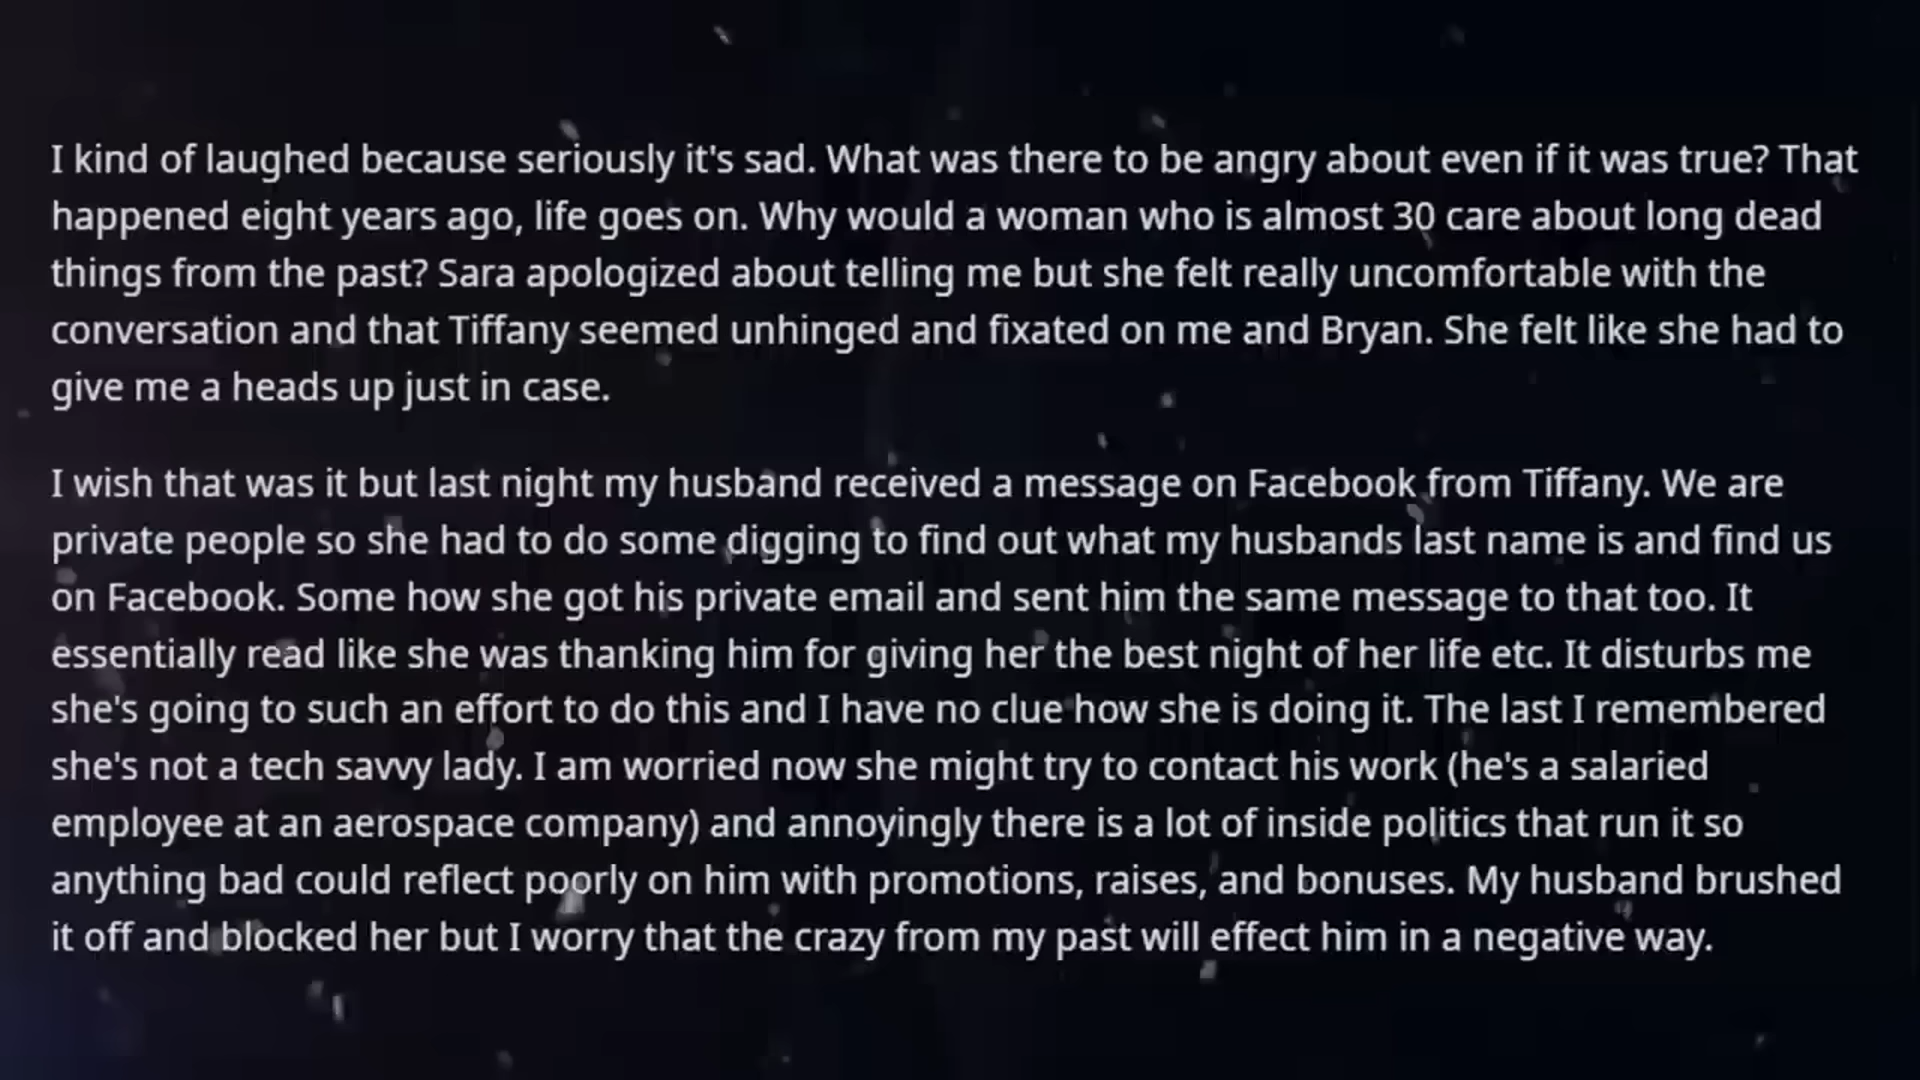 I kind of laughed because seriously it's sad. What was there to be angry about even if it was true? That
happened eight years ago, life goes on. Why would a woman who is almost 30 care about long dead
things from the past? Sara apologized about telling me but she felt really uncomfortable with the
conversation and that Tiffany seemed unhinged and fixated on me and Bryan. She felt like she had to
give me a heads up just in case.
I wish that was it but last night my husband received a message on Facebook from Tiffany. We are
private people so she had to do some digging to find out what my husbands last name is and find us
on Facebook. Some how she got his private email and sent him the same message to that too. It
essentially read like she was thanking him for giving her the best night of her life etc. It disturbs me
she's going to such an effort to do this and I have no clue how she is doing it. The last I remembered
she's not a tech savvy lady. I am worried now she might try to contact his work (he's a salaried
employee at an aerospace company) and annoyingly there is a lot of inside politics that run it so
anything bad could reflect poorly on him with promotions, raises, and bonuses. My husband brushed
it off and blocked her but I worry that the crazy from my past will effect him in a negative way.